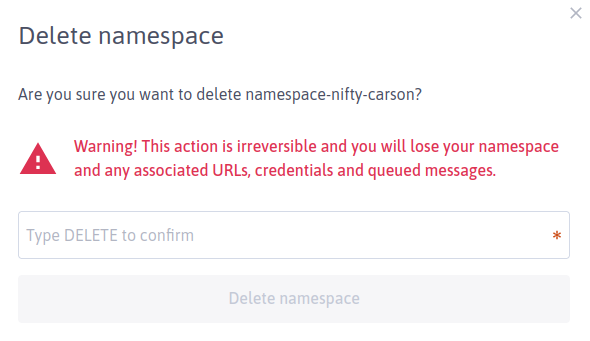 Delete namespace
Are you sure you want to delete namespace-nifty-carson?
Warning! This action is irreversible and you will lose your namespace
and any associated URLs, credentials and queued messages.
Type DELETE to confirm *
Delete namespace